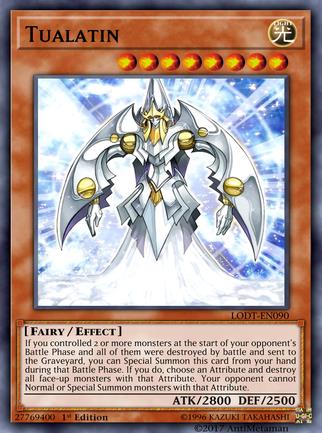 TUALATIN
LIGHT
光
LODT-EN090
[ FAIRY / EFFECT ]
If you controlled 2 or more monsters at the start of your opponent's
Battle Phase and all of them were destroyed by battle and sent to
the Graveyard, you can Special Summon this card from your hand
during that Battle Phase. If you do, choose an Attribute and destroy
all face-up monsters with that Attribute. Your opponent cannot
Normal or Special Summon monsters with that Attribute.
ATK/2800 DEF/2500
27769400 1st Edition ©1996 KAZUKI TAKAHASHI
©2017 AntiMetaman